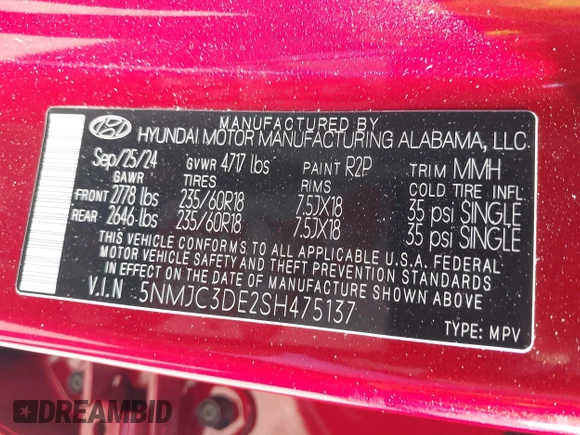 MANUFACTURED BY
HYUNDAI MOTOR MANUFACTURING ALABAMA, LLC
Sep/25/24 GVWR 4717 lbs PAINT R2P TRIM MMH
GAWR TIRES RIMS COLD TIRE INFL
FRONT 2778 lbs 235/60R18 7.5JX18 35 psi SINGLE
REAR 2646 lbs 235/60R18 7.5JX18 35 psi SINGLE
THIS VEHICLE CONFORMS TO ALL APPLICABLE U.S.A. FEDERAL
MOTOR VEHICLE SAFETY AND THEFT PREVENTION STANDARDS
IN EFFECT ON THE DATE OF MANUFACTURE SHOWN ABOVE
V.I.N 5NMJC3DE2SH475137
TYPE: MPV
DREAMBID